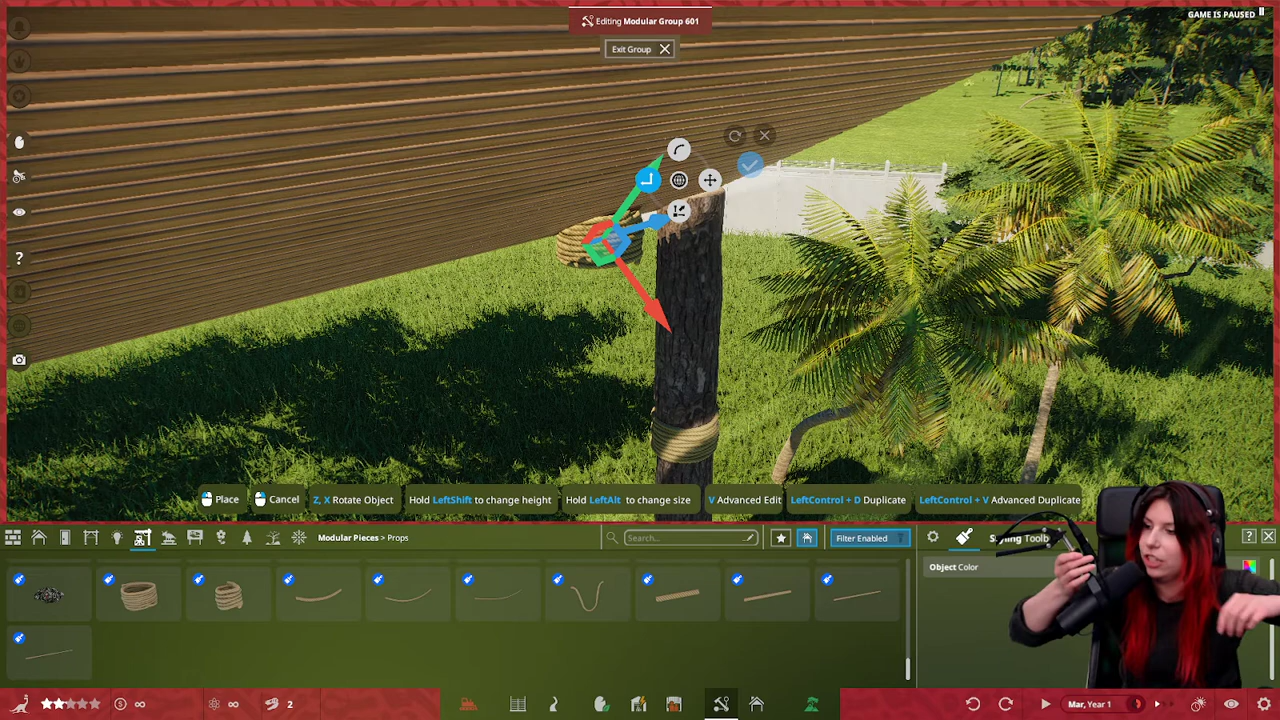 Editing Modular Group 601
Exit Group
GAME IS PAUSED
?
Place
Cancel
Z, X Rotate Object
Hold LeftShift to change height
Hold LeftAlt to change size
V Advanced Edit
LeftControl + D Duplicate
LeftControl + V Advanced Duplicate
Modular Pieces > Props
Search...
Filter Enabled
Styling Tools
?
Object Color
$ ∞
∞
2
Mar, Year 1